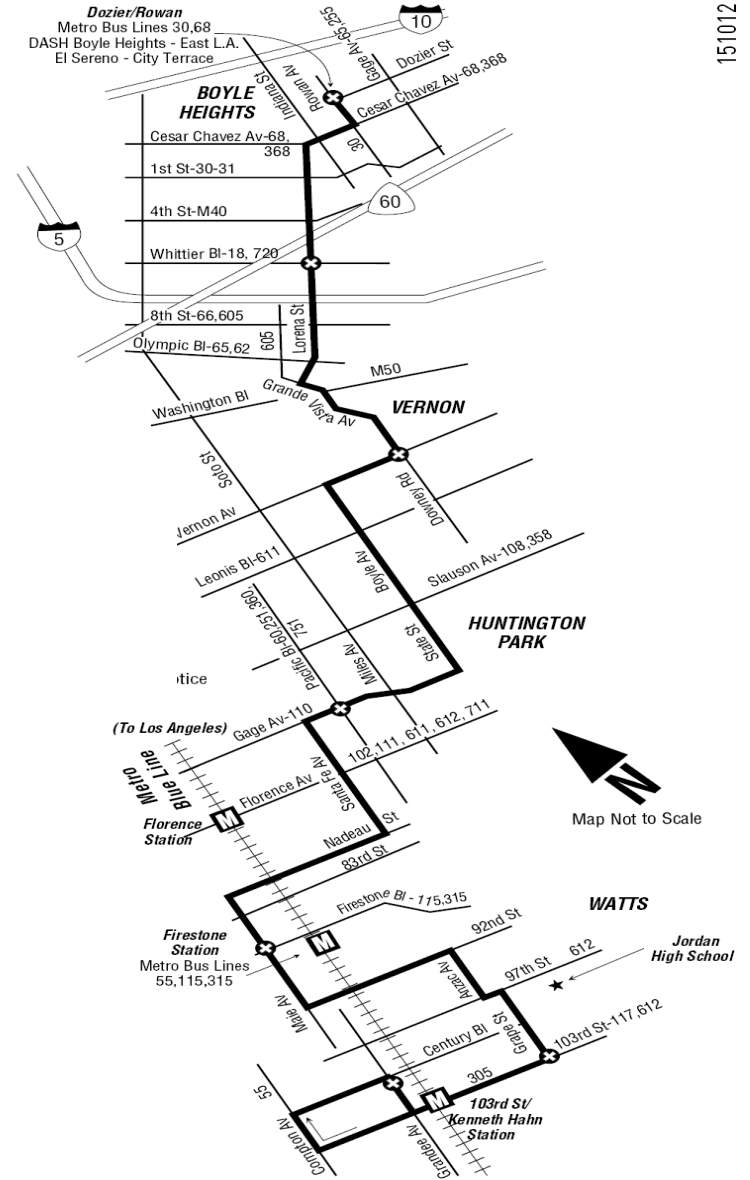 151012
Dozier/Rowan
Metro Bus Lines 30,68
DASH Boyle Heights - East L.A.
El Sereno - City Terrace
10
Gage Av-65,255
Rowan Av
Indiana St
Dozier St
Cesar Chavez Av-68,368
BOYLE
HEIGHTS
Cesar Chavez Av-68,
368
30
1st St-30-31
60
4th St-M40
5
Whittier Bl-18, 720
8th St-66,605
605
Lorena St
Olympic Bl-65,62
M50
Grande Vista Av
Washington Bl
VERNON
Soto St
Downey Rd
Vernon Av
Leonis Bl-611
Boyle Av
Slauson Av-108,358
Pacific Bl-60,251,360,
751
State St
Miles Av
HUNTINGTON
PARK
otice
(To Los Angeles)
Gage Av-110
102,111, 611, 612, 711
Metro
Blue Line
Santa Fe Av
Florence Av
N
Map Not to Scale
M
Florence
Station
Nadeau St
83rd St
Firestone Bl - 115,315
WATTS
92nd St
Firestone
Station
Metro Bus Lines
55,115,315
M
Jordan
High School
97th St 612
Anzac Av
Maie Av
Grape St
103rd St-117,612
Century Bl
305
55
M
103rd St/
Kenneth Hahn
Station
Compton Av
Grandee Av